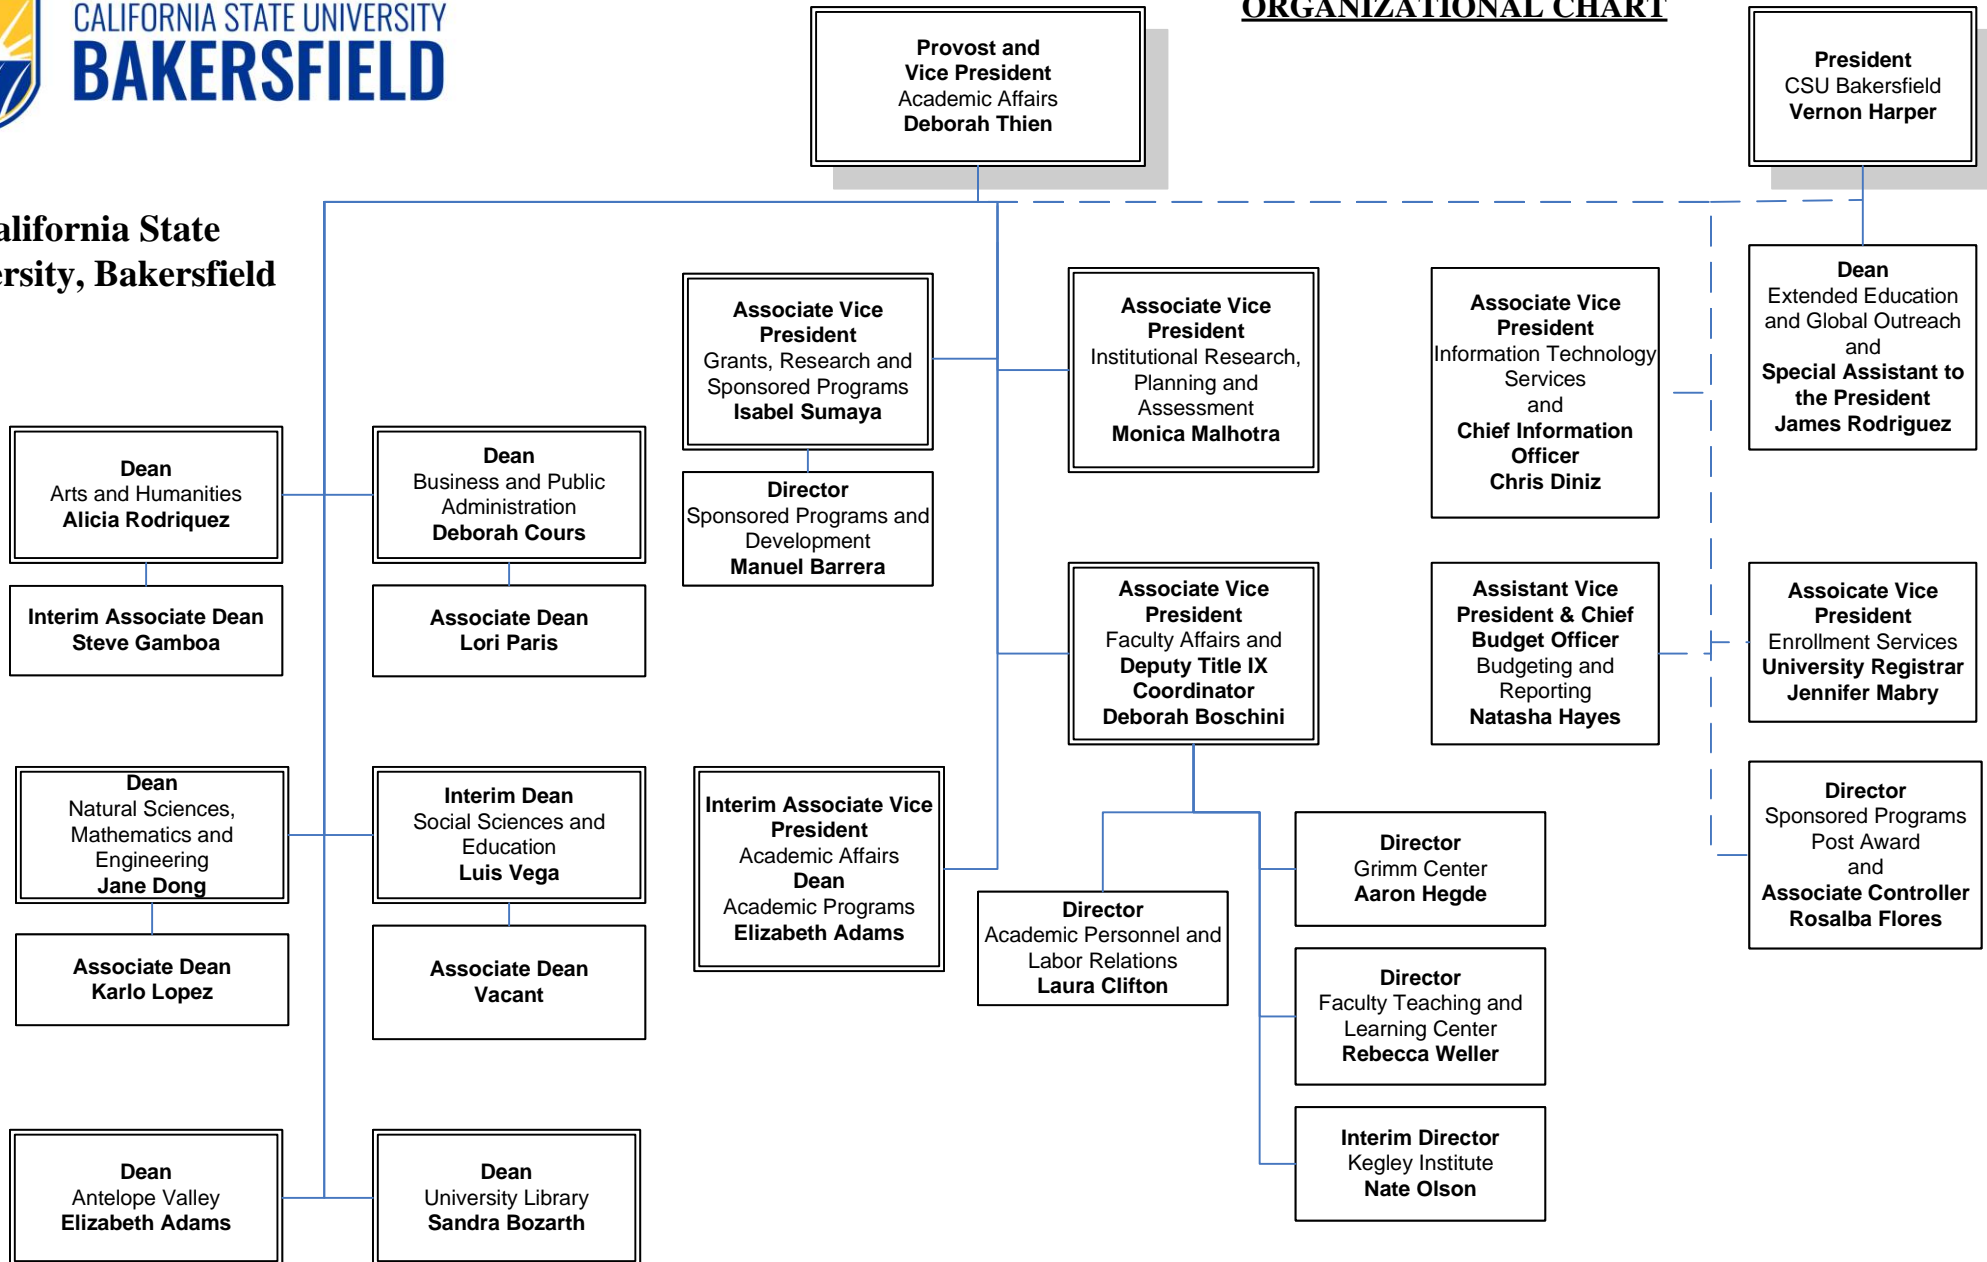 CALIFORNIA STATE UNIVERSITY
BAKERSFIELD
ORGANIZATIONAL CHART
alifornia State
ersity, Bakersfield
Provost and
Vice President
Academic Affairs
Deborah Thien
President
CSU Bakersfield
Vernon Harper
Associate Vice
President
Grants, Research and
Sponsored Programs
Isabel Sumaya
Director
Sponsored Programs and
Development
Manuel Barrera
Associate Vice
President
Institutional Research,
Planning and
Assessment
Monica Malhotra
Associate Vice
President
Information Technology
Services
and
Chief Information
Officer
Chris Diniz
Dean
Extended Education
and Global Outreach
and
Special Assistant to
the President
James Rodriguez
Dean
Arts and Humanities
Alicia Rodriquez
Interim Associate Dean
Steve Gamboa
Dean
Business and Public
Administration
Deborah Cours
Associate Dean
Lori Paris
Associate Vice
President
Faculty Affairs and
Deputy Title IX
Coordinator
Deborah Boschini
Assistant Vice
President & Chief
Budget Officer
Budgeting and
Reporting
Natasha Hayes
Assoicate Vice
President
Enrollment Services
University Registrar
Jennifer Mabry
Dean
Natural Sciences,
Mathematics and
Engineering
Jane Dong
Associate Dean
Karlo Lopez
Interim Dean
Social Sciences and
Education
Luis Vega
Associate Dean
Vacant
Interim Associate Vice
President
Academic Affairs
Dean
Academic Programs
Elizabeth Adams
Director
Academic Personnel and
Labor Relations
Laura Clifton
Director
Grimm Center
Aaron Hegde
Director
Faculty Teaching and
Learning Center
Rebecca Weller
Interim Director
Kegley Institute
Nate Olson
Director
Sponsored Programs
Post Award
and
Associate Controller
Rosalba Flores
Dean
Antelope Valley
Elizabeth Adams
Dean
University Library
Sandra Bozarth